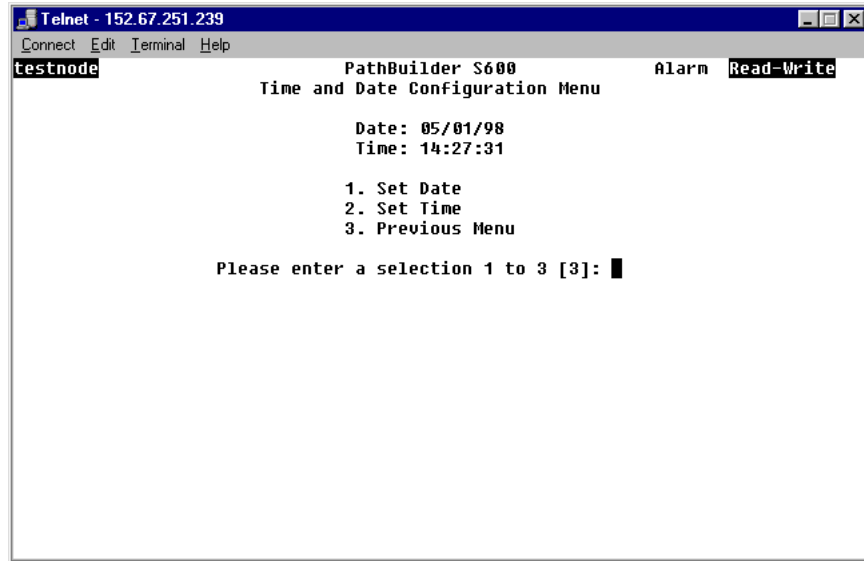 Telnet - 152.67.251.239
Connect Edit Terminal Help
testnode PathBuilder S600 Alarm Read-Write
Time and Date Configuration Menu
Date: 05/01/98
Time: 14:27:31
1. Set Date
2. Set Time
3. Previous Menu
Please enter a selection 1 to 3 [3]: